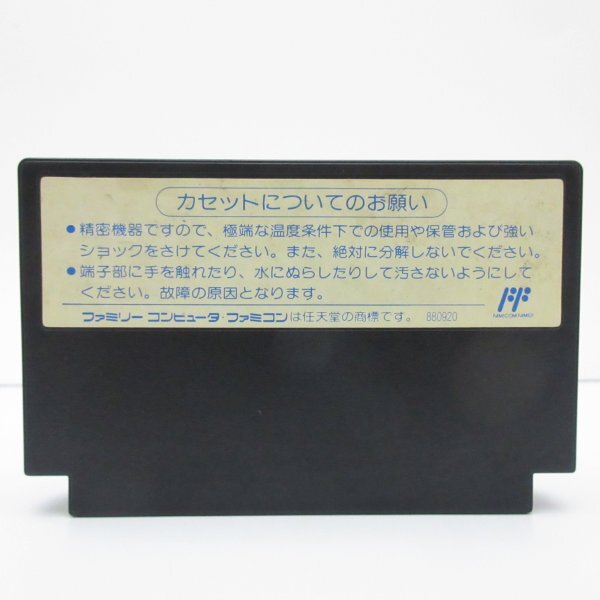 カセットについてのお願い
●精密機器ですので、極端な温度条件下での使用や保管および強い
ショックをさけてください。また、絶対に分解しないでください。
●端子部に手を触れたり、水にぬらしたりして汚さないようにして
ください。故障の原因となります。
ファミリー コンピュータ・ファミコンは任天堂の商標です。 880920
FAMICOM FAMILY